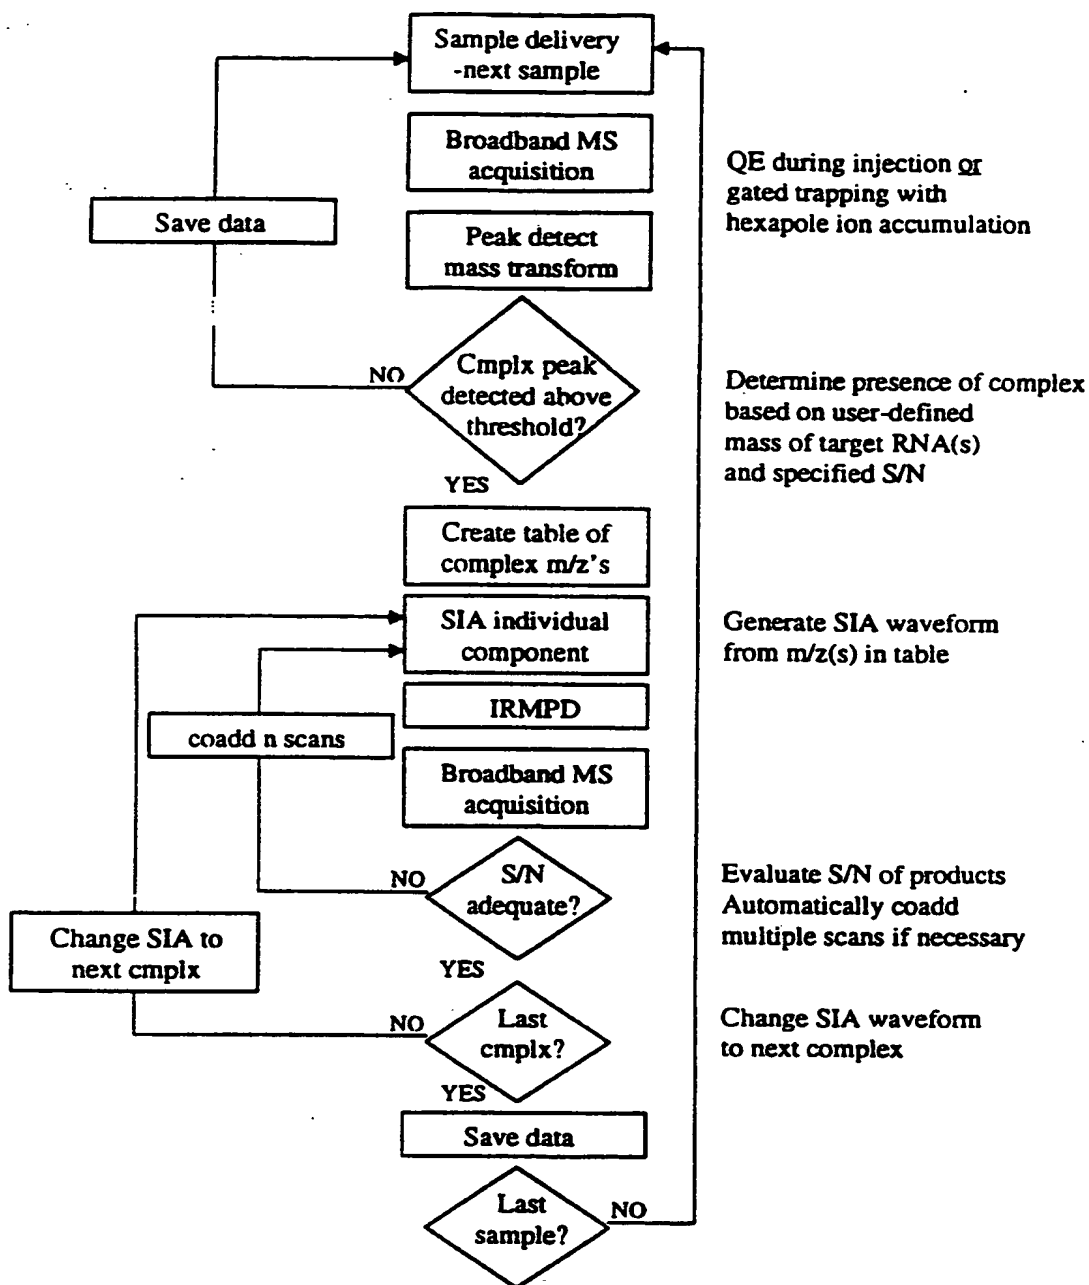 Sample delivery
-next sample
Broadband MS
acquisition
QE during injection or
gated trapping with
hexapole ion accumulation
Save data
Peak detect
mass transform
NO
Cmplx peak
detected above
threshold?
Determine presence of complex
based on user-defined
mass of target RNA(s)
and specified S/N
YES
Create table of
complex m/z's
SIA individual
component
Generate SIA waveform
from m/z(s) in table
IRMPD
coadd n scans
Broadband MS
acquisition
NO
S/N
adequate?
Evaluate S/N of products
Automatically coadd
multiple scans if necessary
Change SIA to
next cmplx
YES
NO
Last
cmplx?
Change SIA waveform
to next complex
YES
Save data
Last
sample?
NO